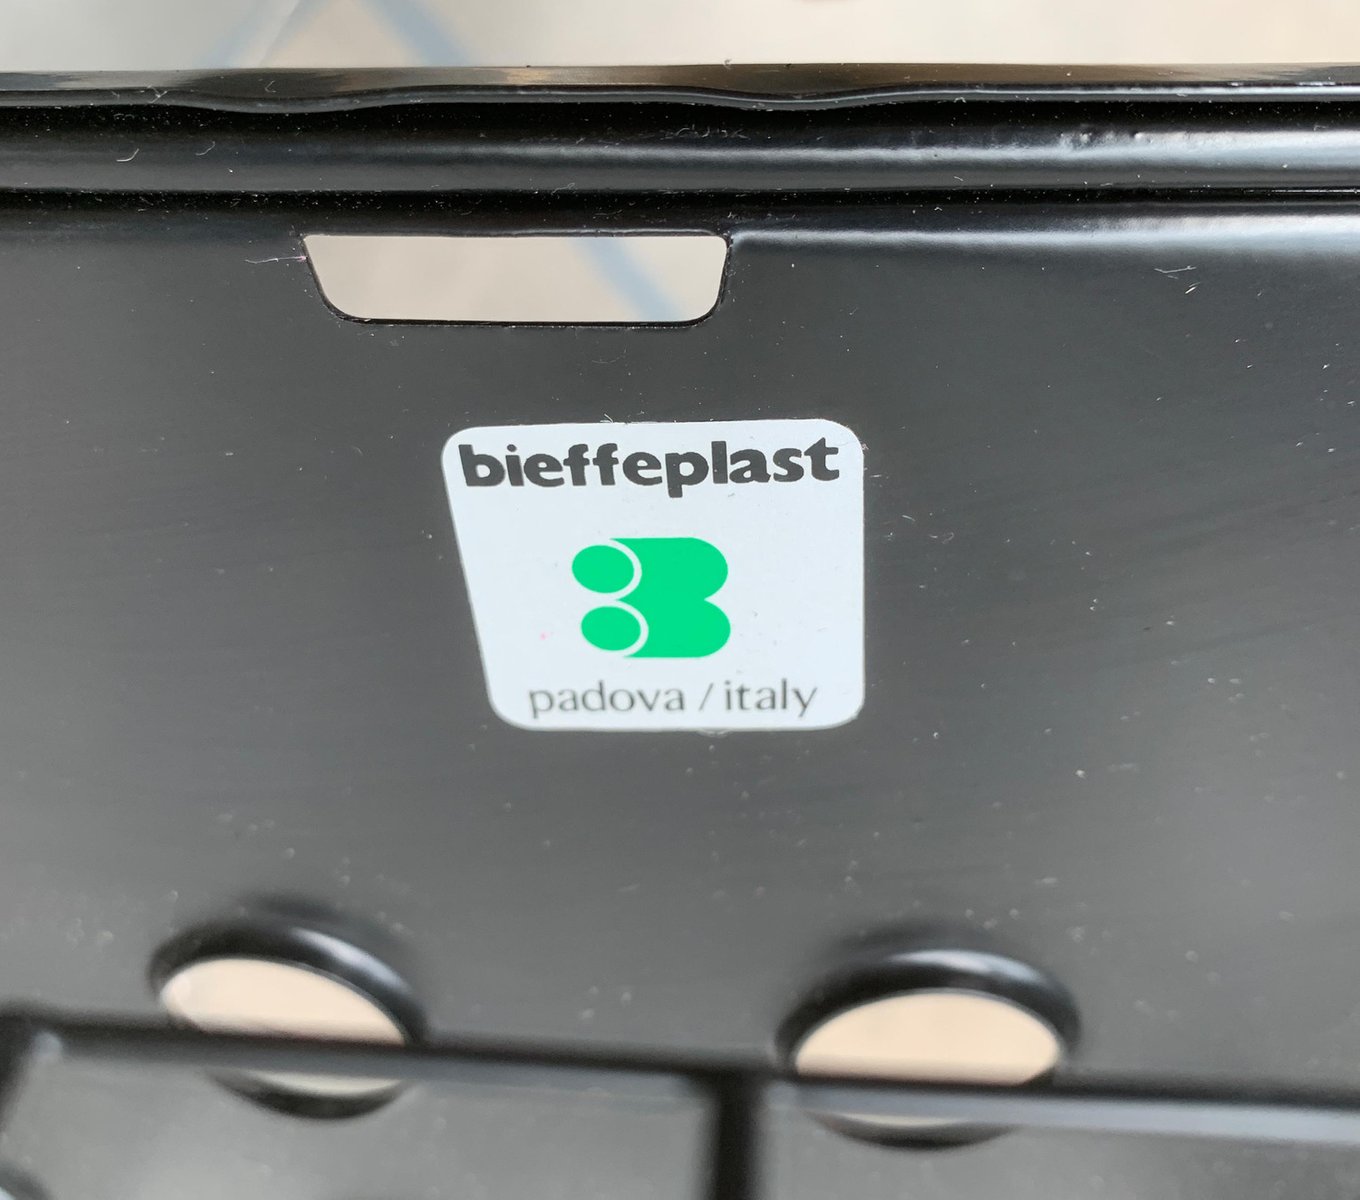 bieffeplast
padova / italy